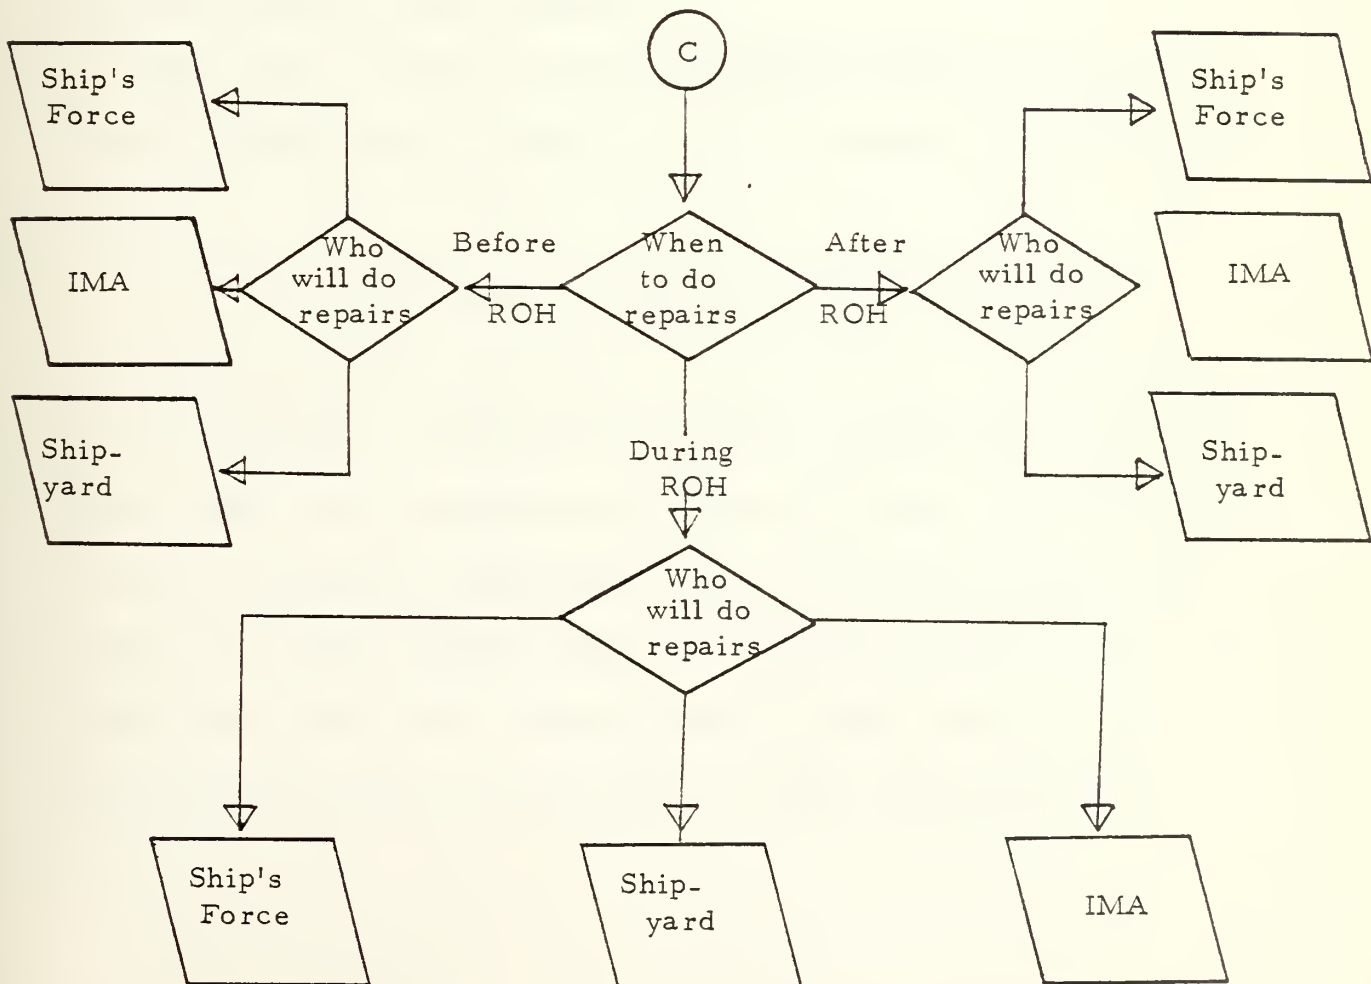 C
Ship's
Force
Ship's
Force
IMA
Who
will do
repairs
Before
ROH
When
to do
repairs
After
ROH
Who
will do
repairs
IMA
Ship-
yard
During
ROH
Ship-
yard
Who
will do
repairs
Ship's
Force
Ship-
yard
IMA